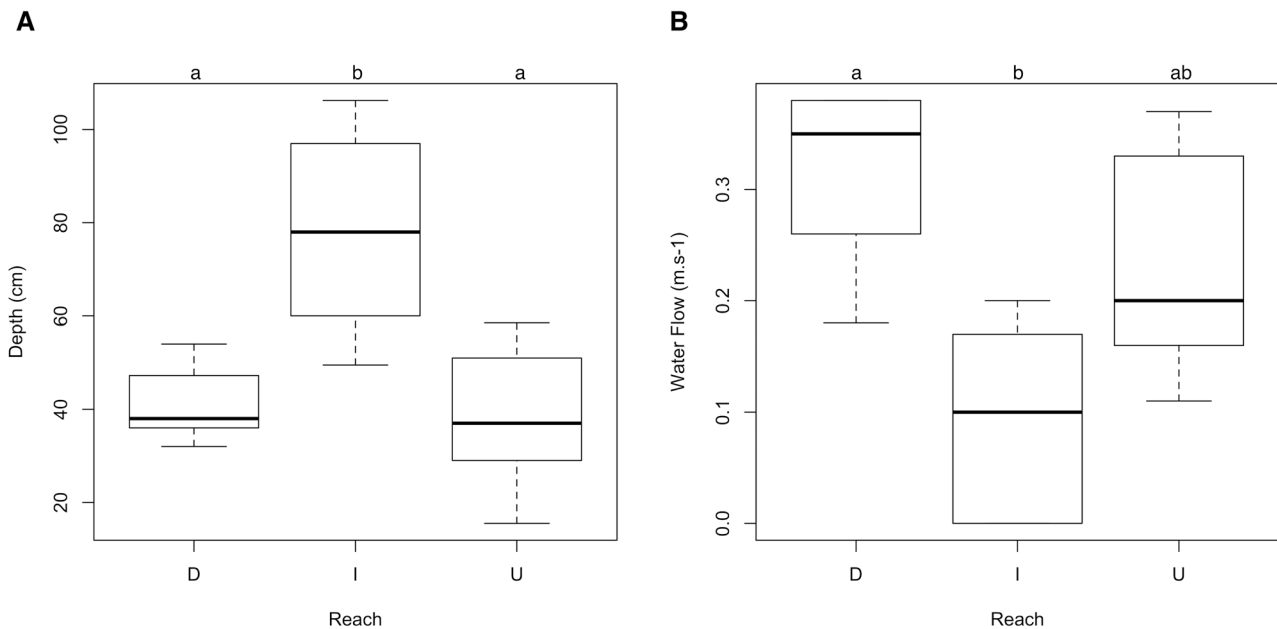 A
a b a
100
80
60
40
20
Depth (cm)
D I U
Reach
B
a b ab
0.3
0.2
0.1
0.0
Water Flow (m.s-1)
D I U
Reach